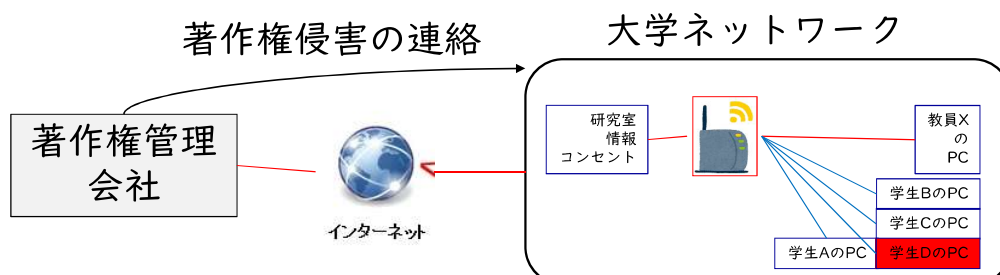 著作権侵害の連絡
大学ネットワーク
著作権管理
会社
インターネット
研究室
情報
コンセント
教員X
の
PC
学生BのPC
学生CのPC
学生AのPC
学生DのPC